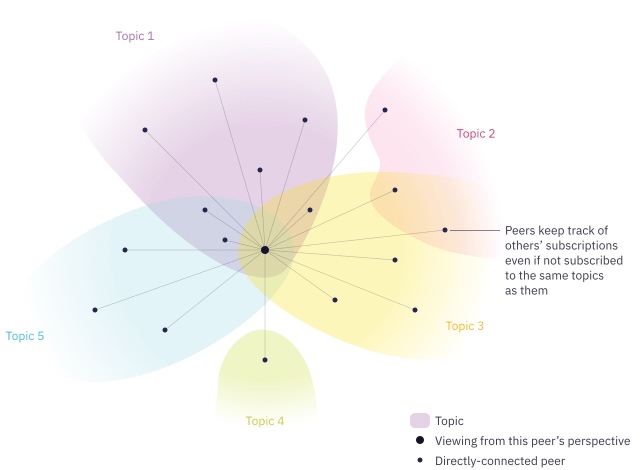 Topic 1
Topic 2
Peers keep track of
others’ subscriptions
even if not subscribed
to the same topics
as them
Topic 3
Topic 5
Topic 4
Topic
Viewing from this peer’s perspective
Directly-connected peer